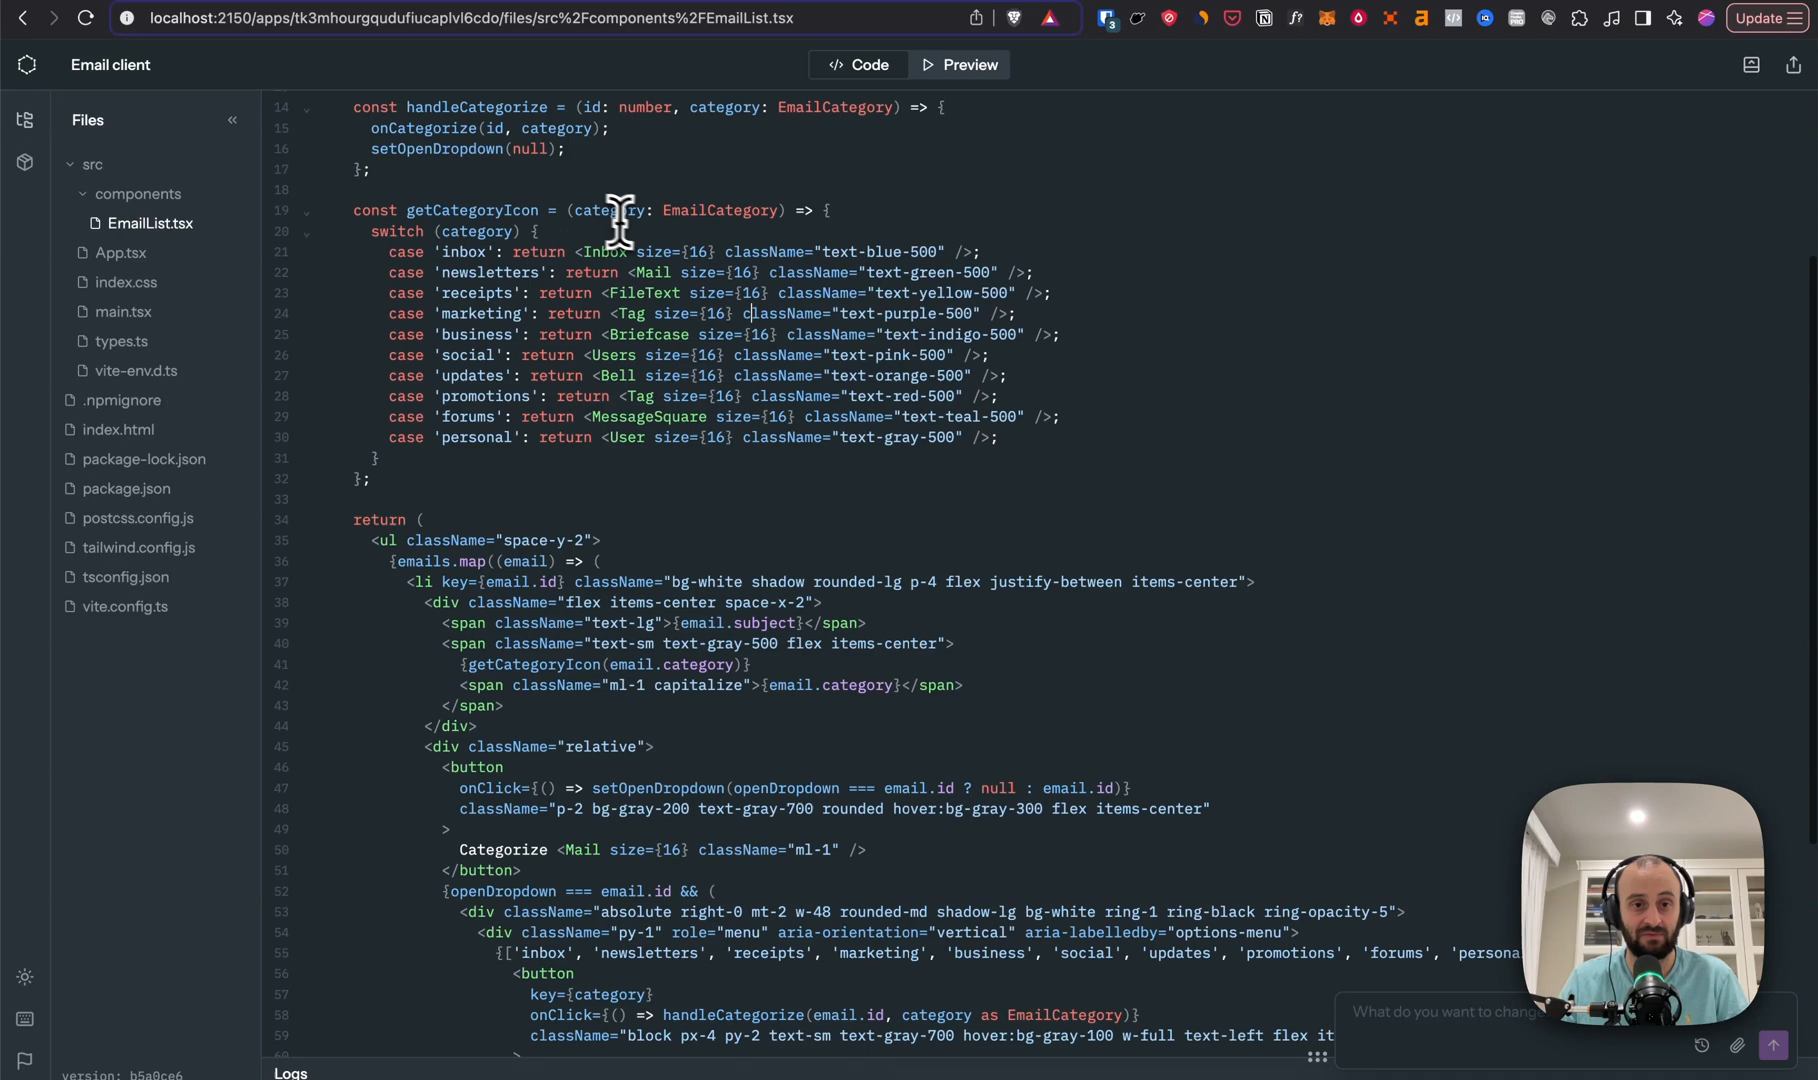 localhost:2150/apps/tk3mhourgqudufiucaplvl6cdo/files/src%2Fcomponents%2FEmailList.tsx
3
Update
Email client
</> Code
Preview
Files
src
components
EmailList.tsx
App.tsx
index.css
main.tsx
types.ts
vite-env.d.ts
.npmignore
index.html
package-lock.json
package.json
postcss.config.js
tailwind.config.js
tsconfig.json
vite.config.ts
version: b5a0ce6
14 const handleCategorize = (id: number, category: EmailCategory) => {
15 onCategorize(id, category);
16 setOpenDropdown(null);
17 };
18
19 const getCategoryIcon = (category: EmailCategory) => {
20 switch (category) {
21 case 'inbox': return <Inbox size={16} className="text-blue-500" />;
22 case 'newsletters': return <Mail size={16} className="text-green-500" />;
23 case 'receipts': return <FileText size={16} className="text-yellow-500" />;
24 case 'marketing': return <Tag size={16} className="text-purple-500" />;
25 case 'business': return <Briefcase size={16} className="text-indigo-500" />;
26 case 'social': return <Users size={16} className="text-pink-500" />;
27 case 'updates': return <Bell size={16} className="text-orange-500" />;
28 case 'promotions': return <Tag size={16} className="text-red-500" />;
29 case 'forums': return <MessageSquare size={16} className="text-teal-500" />;
30 case 'personal': return <User size={16} className="text-gray-500" />;
31 }
32 };
33
34 return (
35 <ul className="space-y-2">
36 {emails.map((email) => (
37 <li key={email.id} className="bg-white shadow rounded-lg p-4 flex justify-between items-center">
38 <div className="flex items-center space-x-2">
39 <span className="text-lg">{email.subject}</span>
40 <span className="text-sm text-gray-500 flex items-center">
41 {getCategoryIcon(email.category)}
42 <span className="ml-1 capitalize">{email.category}</span>
43 </span>
44 </div>
45 <div className="relative">
46 <button
47 onClick={() => setOpenDropdown(openDropdown === email.id ? null : email.id)}
48 className="p-2 bg-gray-200 text-gray-700 rounded hover:bg-gray-300 flex items-center"
49 >
50 Categorize <Mail size={16} className="ml-1" />
51 </button>
52 {openDropdown === email.id && (
53 <div className="absolute right-0 mt-2 w-48 rounded-md shadow-lg bg-white ring-1 ring-black ring-opacity-5">
54 <div className="py-1" role="menu" aria-orientation="vertical" aria-labelledby="options-menu">
55 {['inbox', 'newsletters', 'receipts', 'marketing', 'business', 'social', 'updates', 'promotions', 'forums', 'persona
56 <button
57 key={category}
58 onClick={() => handleCategorize(email.id, category as EmailCategory)}
59 className="block px-4 py-2 text-sm text-gray-700 hover:bg-gray-100 w-full text-left flex it
60 >
What do you want to change
Logs